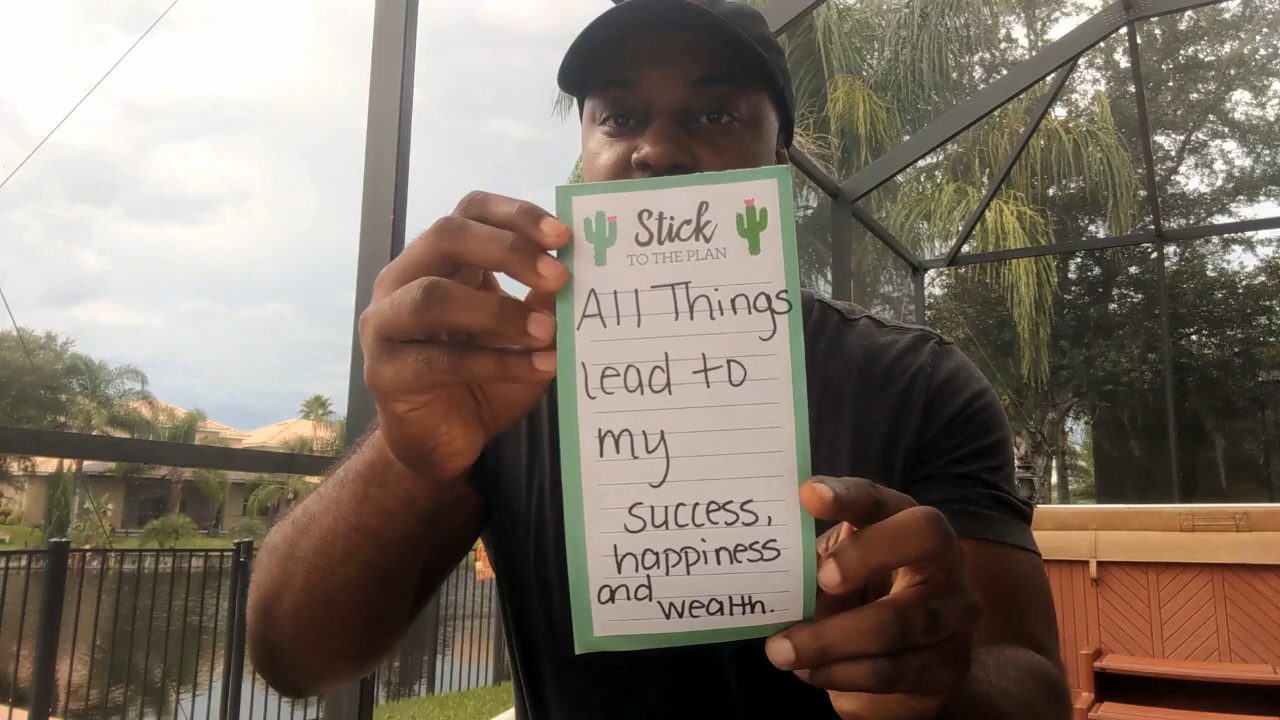 Stick
TO THE PLAN
All Things
lead to
my
success,
happiness
and
wealth.